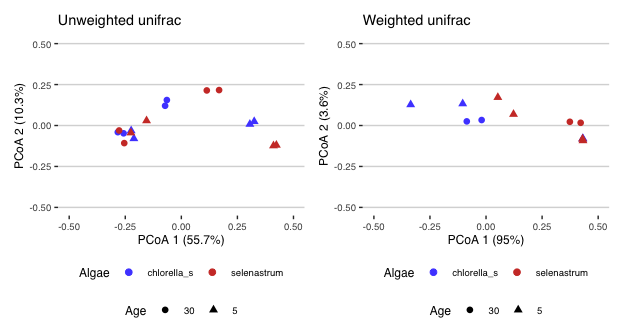 Unweighted unifrac
0.50
0.25
0.00
-0.25
-0.50
PCoA 2 (10.3%)
-0.50 -0.25 0.00 0.25 0.50
PCoA 1 (55.7%)
Algae chlorella_s selenastrum
Age 30 5
Weighted unifrac
0.50
0.25
0.00
-0.25
-0.50
PCoA 2 (3.6%)
-0.50 -0.25 0.00 0.25 0.50
PCoA 1 (95%)
Algae chlorella_s selenastrum
Age 30 5